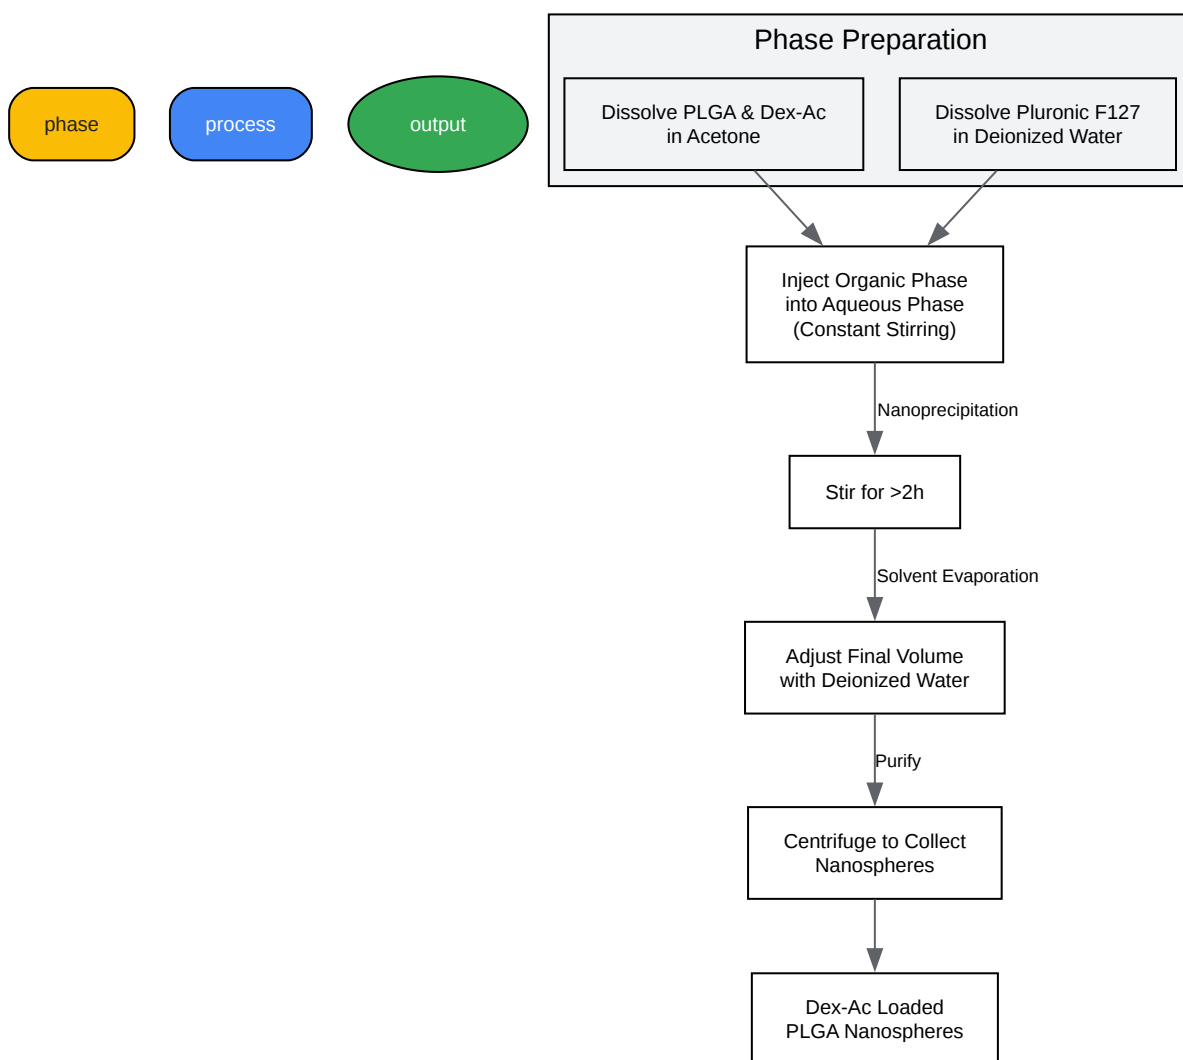 Phase Preparation
phase
process
output
Dissolve PLGA & Dex-Ac
in Acetone
Dissolve Pluronic F127
in Deionized Water
Inject Organic Phase
into Aqueous Phase
(Constant Stirring)
Nanoprecipitation
Stir for >2h
Solvent Evaporation
Adjust Final Volume
with Deionized Water
Purify
Centrifuge to Collect
Nanospheres
Dex-Ac Loaded
PLGA Nanospheres